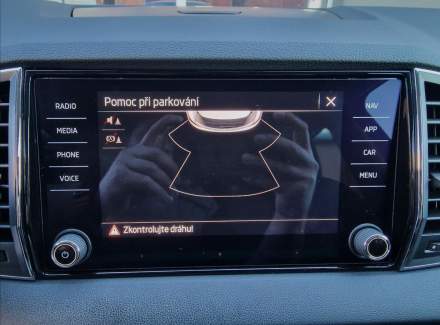 Pomoc při parkování
RADIO
MEDIA
PHONE
VOICE
NAV
APP
CAR
MENU
Zkontrolujte dráhu!